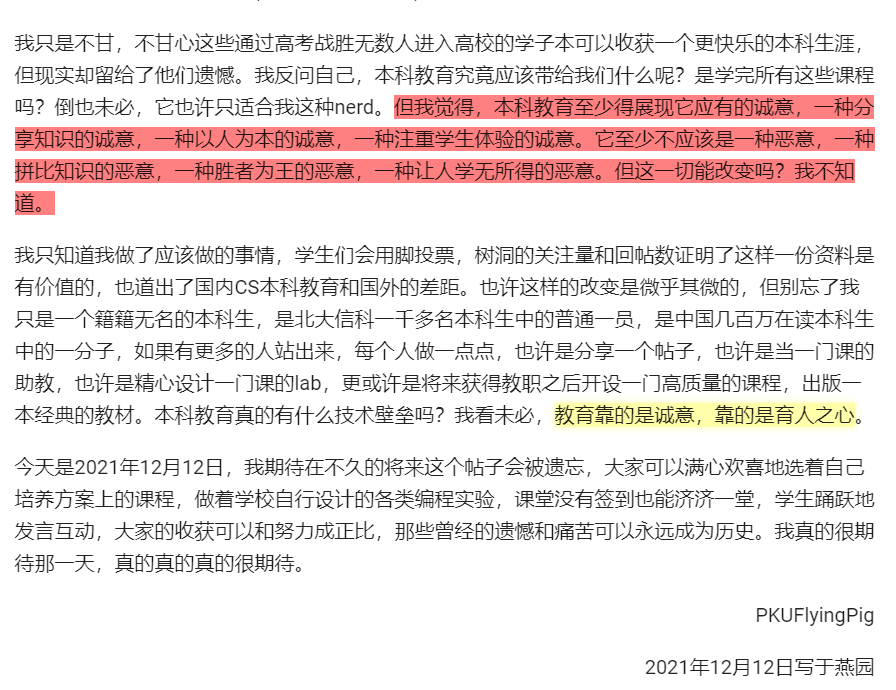 我只是不甘，不甘心这些通过高考战胜无数人进入高校的学子本可以收获一个更快乐的本科生涯，
但现实却留给了他们遗憾。我反问自己，本科教育究竟应该带给我们什么呢？是学完所有这些课程
吗？倒也未必，它也许只适合我这种nerd。但我觉得，本科教育至少得展现它应有的诚意，一种分
享知识的诚意，一种以人为本的诚意，一种注重学生体验的诚意。它至少不应该是一种恶意，一种
拼比知识的恶意，一种胜者为王的恶意，一种让人学无所得的恶意。但这一切能改变吗？我不知
道。
我只知道我做了应该做的事情，学生们会用脚投票，树洞的关注量和回帖数证明了这样一份资料是
有价值的，也道出了国内CS本科教育和国外的差距。也许这样的改变是微乎其微的，但别忘了我
只是一个籍籍无名的本科生，是北大信科一千多名本科生中的普通一员，是中国几百万在读本科生
中的一分子，如果有更多的人站出来，每个人做一点点，也许是分享一个帖子，也许是当一门课的
助教，也许是精心设计一门课的lab，更或许是将来获得教职之后开设一门高质量的课程，出版一
本经典的教材。本科教育真的有什么技术壁垒吗？我看未必，教育靠的是诚意，靠的是育人之心。
今天是2021年12月12日，我期待在不久的将来这个帖子会被遗忘，大家可以满心欢喜地选着自己
培养方案上的课程，做着学校自行设计的各类编程实验，课堂没有签到也能济济一堂，学生踊跃地
发言互动，大家的收获可以和努力成正比，那些曾经的遗憾和痛苦可以永远成为历史。我真的很期
待那一天，真的真的真的很期待。
PKUFlyingPig
2021年12月12日写于燕园